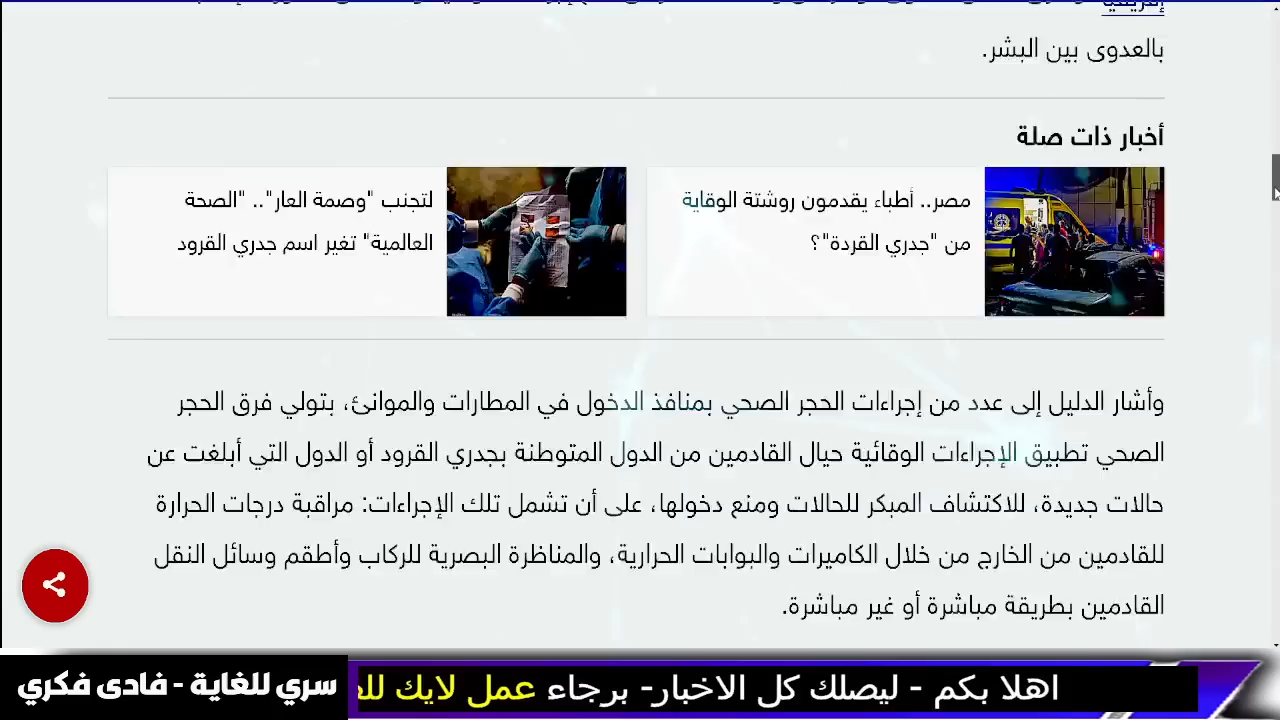 إفريقيا
بالعدوى بين البشر.
أخبار ذات صلة
مصر.. أطباء يقدمون روشتة الوقاية
من "جدري القردة"؟
لتجنب "وصمة العار".. "الصحة
العالمية" تغير اسم جدري القرود
وأشار الدليل إلى عدد من إجراءات الحجر الصحي بمنافذ الدخول في المطارات والموانئ، بتولي فرق الحجر
الصحي تطبيق الإجراءات الوقائية حيال القادمين من الدول المتوطنة بجدري القرود أو الدول التي أبلغت عن
حالات جديدة، للاكتشاف المبكر للحالات ومنع دخولها، على أن تشمل تلك الإجراءات: مراقبة درجات الحرارة
للقادمين من الخارج من خلال الكاميرات والبوابات الحرارية، والمناظرة البصرية للركاب وأطقم وسائل النقل
القادمين بطريقة مباشرة أو غير مباشرة.
اهلا بكم - ليصلك كل الاخبار- برجاء عمل لايك
سري للغاية - فادى فكري